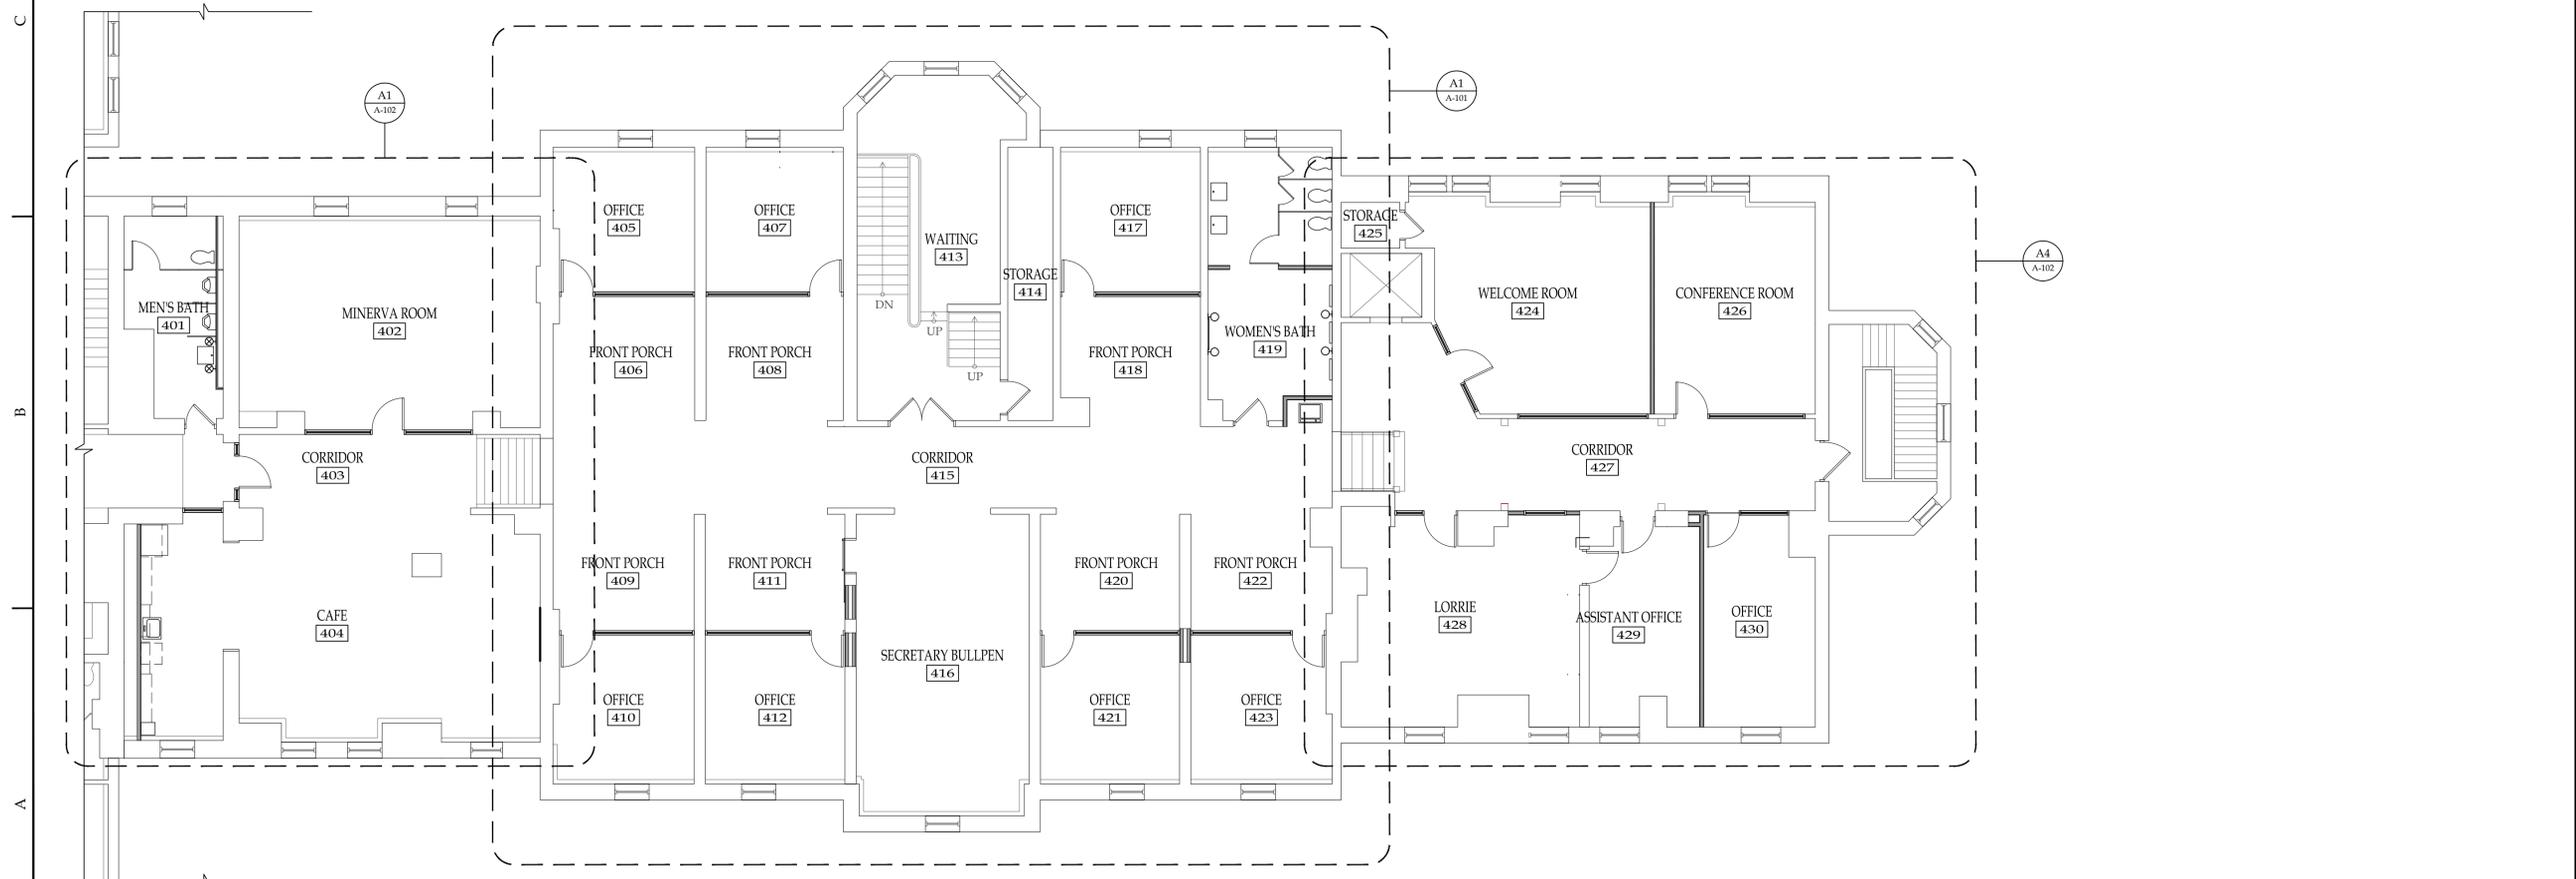 C
A1
A-102
A1
A-101
OFFICE
405
OFFICE
407
WAITING
413
OFFICE
417
STORAGE
425
A4
A-102
STORAGE
414
DN
UP
UP
MEN'S BATH
401
MINERVA ROOM
402
WELCOME ROOM
424
CONFERENCE ROOM
426
FRONT PORCH
406
FRONT PORCH
408
FRONT PORCH
418
WOMEN'S BATH
419
B
CORRIDOR
403
CORRIDOR
415
CORRIDOR
427
FRONT PORCH
409
FRONT PORCH
411
FRONT PORCH
420
FRONT PORCH
422
CAFE
404
LORRIE
428
ASSISTANT OFFICE
429
OFFICE
430
SECRETARY BULLPEN
416
OFFICE
410
OFFICE
412
OFFICE
421
OFFICE
423
A